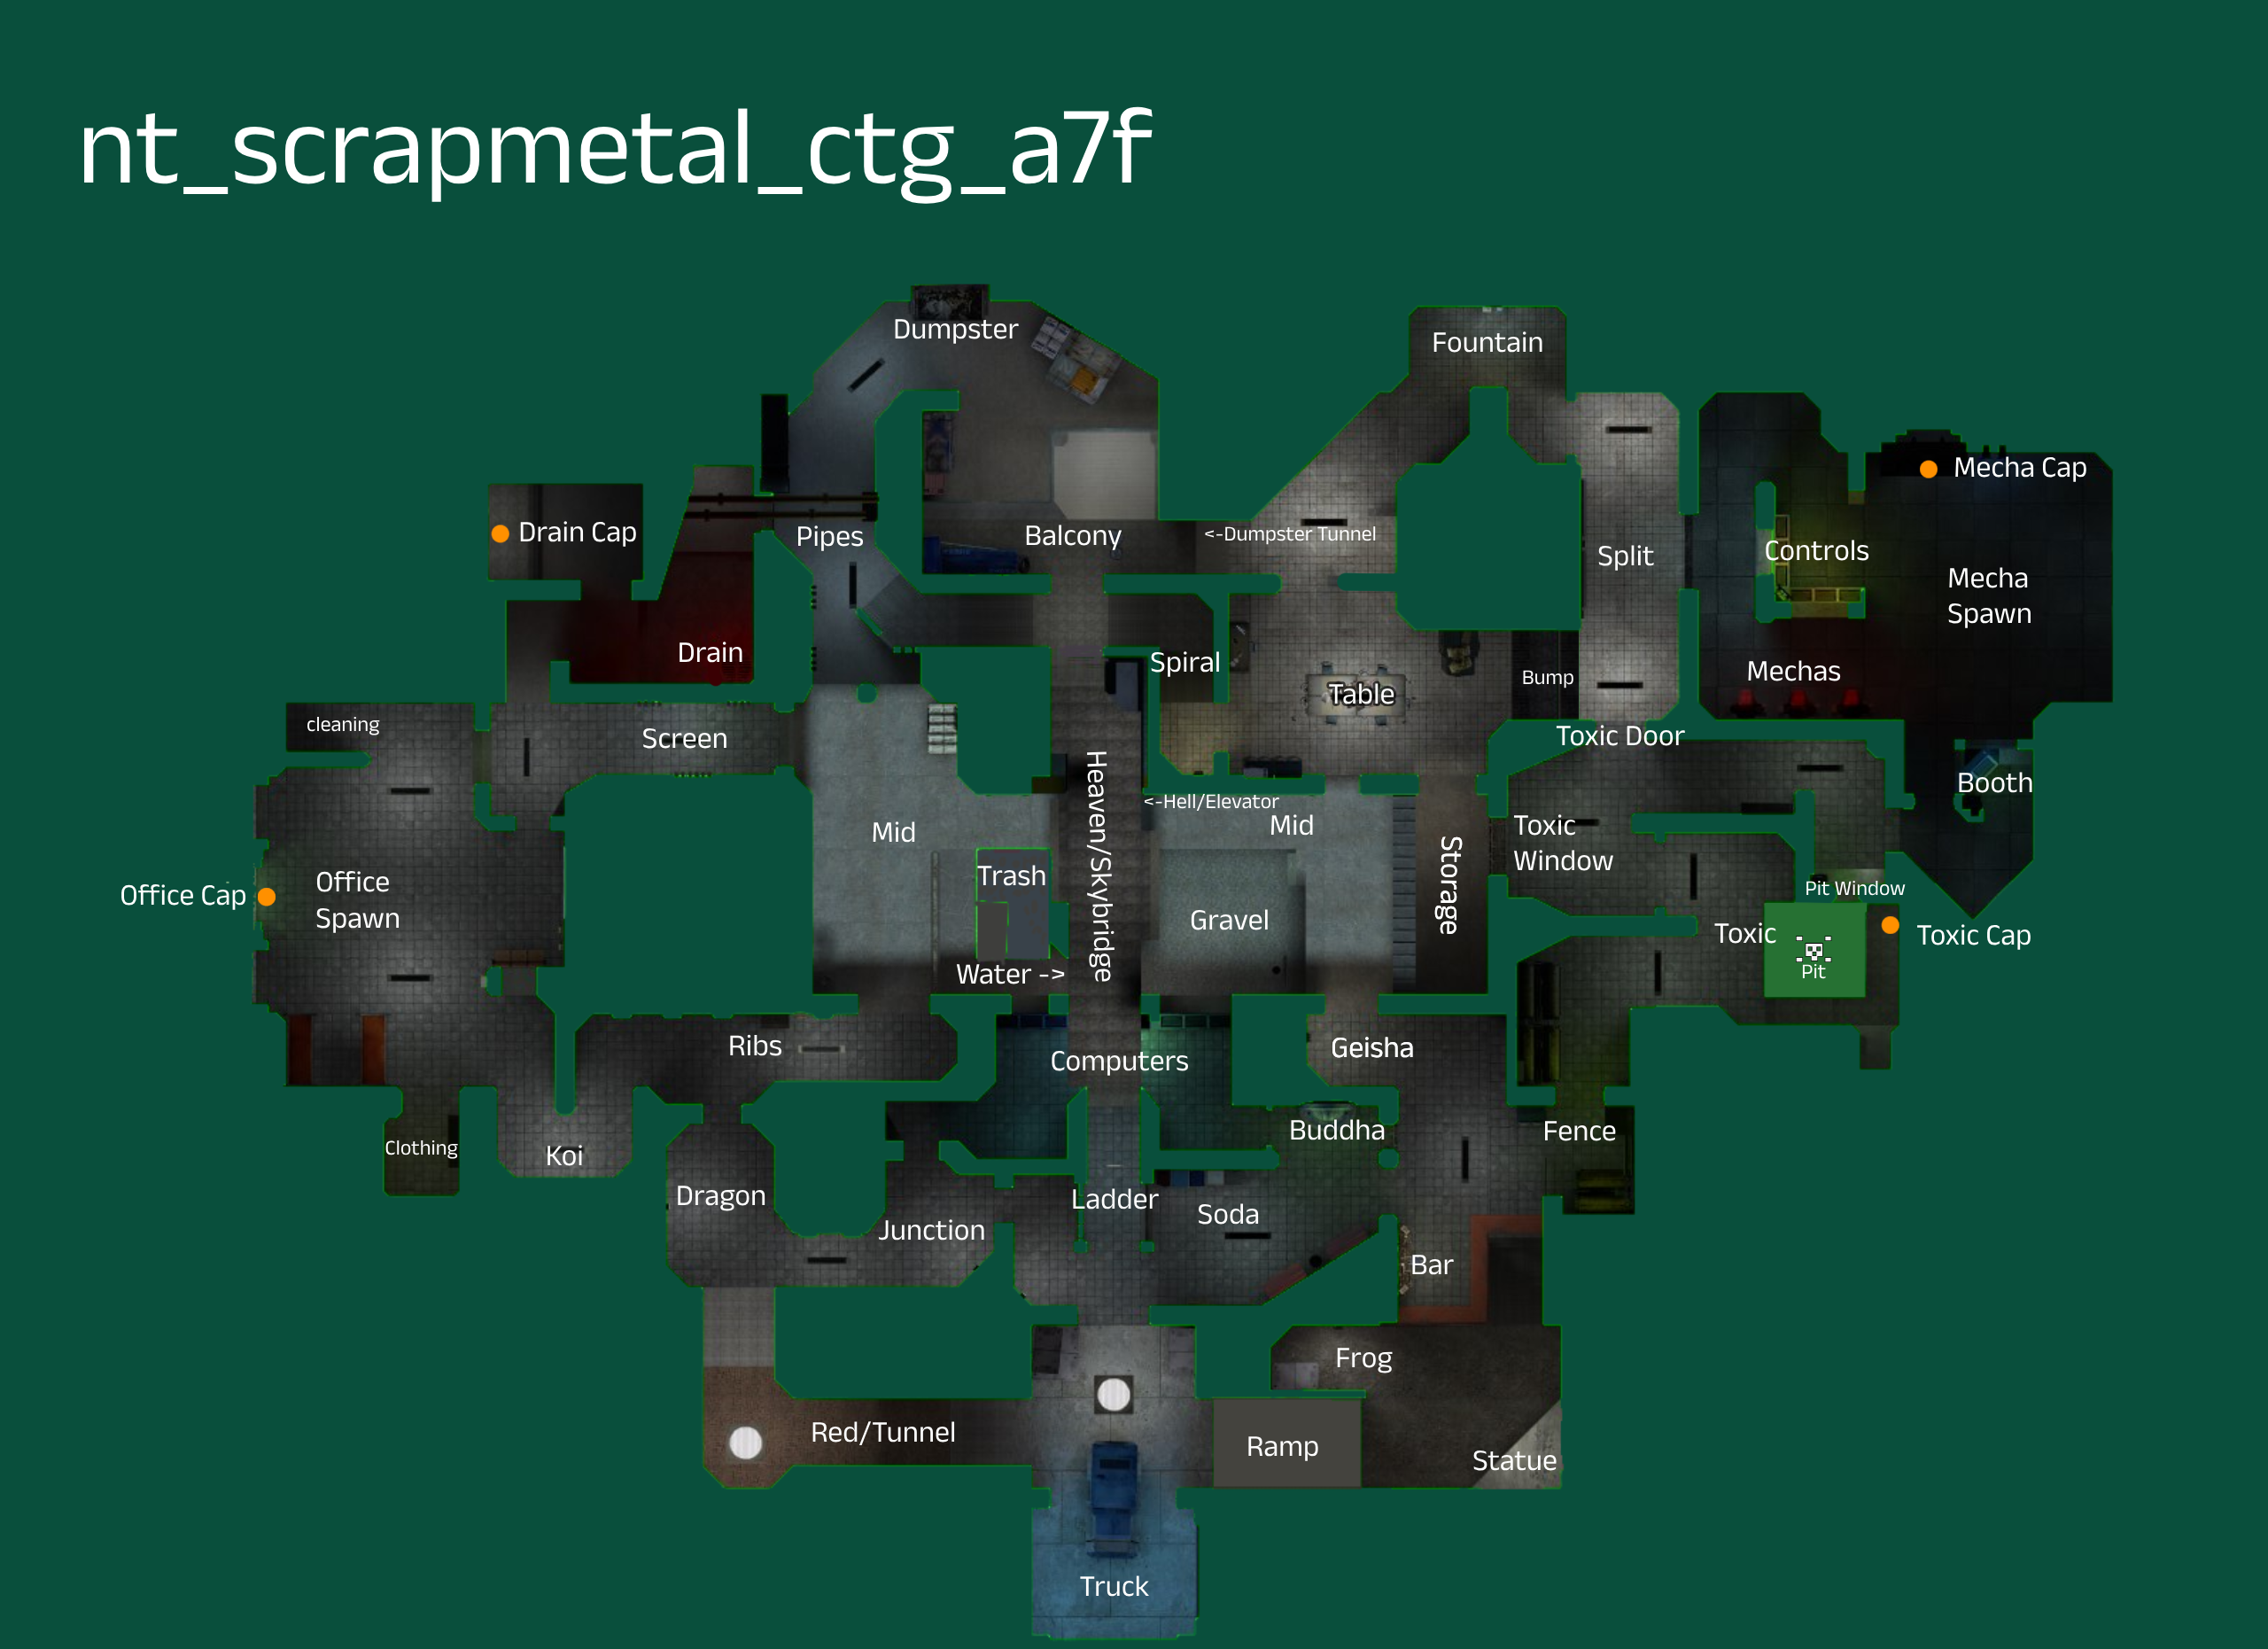 nt_scrapmetal_ctg_a7f
Dumpster
Fountain
Mecha Cap
Drain Cap
Pipes
Balcony
<-Dumpster Tunnel
Split
Controls
Mecha
Spawn
Drain
Spiral
Table
Bump
Mechas
cleaning
Screen
Toxic Door
Heaven/Skybridge
Booth
<-Hell/Elevator
Mid
Mid
Toxic
Window
Storage
Trash
Office Cap
Office
Spawn
Pit Window
Gravel
Toxic
Toxic Cap
Pit
Water ->
Ribs
Computers
Geisha
Buddha
Fence
Clothing
Koi
Dragon
Ladder
Soda
Junction
Bar
Frog
Red/Tunnel
Ramp
Statue
Truck